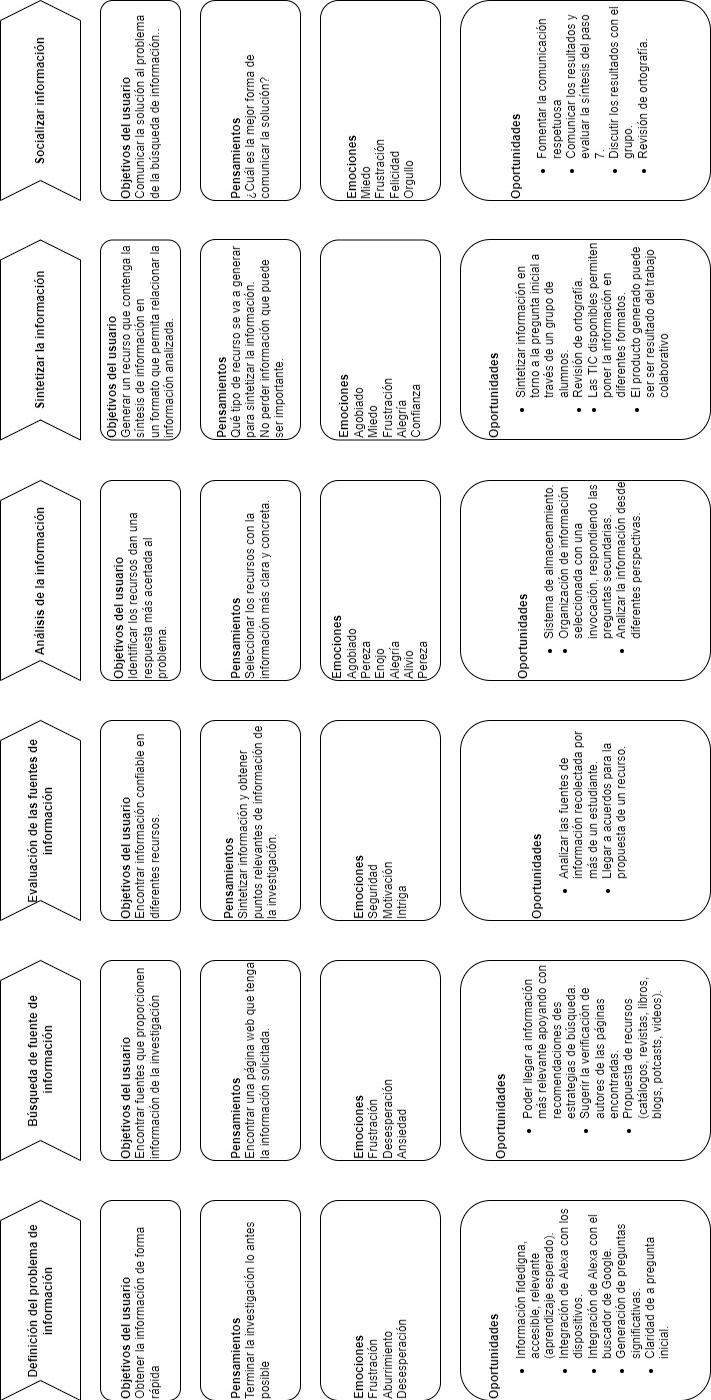 Definición del problema de
información
Objetivos del usuario
Obtener la información de forma
rápida
Pensamientos
Terminar la investigación lo antes
posible
Emociones
Frustración
Aburrimiento
Desesperación
Oportunidades
• Información fidedigna,
accesible, relevante
(aprendizaje esperado).
• Integración de Alexa con los
dispositivos.
• Integración de Alexa con el
buscador de Google.
• Generación de preguntas
significativas.
• Claridad de a pregunta
inicial.
Búsqueda de fuente de
información
Objetivos del usuario
Encontrar fuentes que proporcionen
información de la investigación
Pensamientos
Encontrar una página web que tenga
la información solicitada.
Emociones
Frustración
Desesperación
Ansiedad
Oportunidades
• Poder llegar a información
más relevante apoyando con
recomendaciones des
estrategias de búsqueda.
• Sugerir la verificación de
autores de las páginas
encontradas.
• Propuesta de recursos
(catálogos, revistas, libros,
blogs, potcasts, videos).
Evaluación de las fuentes de
información
Objetivos del usuario
Encontrar información confiable en
diferentes recursos.
Pensamientos
Sintetizar información y obtener
puntos relevantes de información de
la investigación.
Emociones
Seguridad
Motivación
Intriga
Oportunidades
• Analizar las fuentes de
información recolectada por
más de un estudiante.
• Llegar a acuerdos para la
propuesta de un recurso.
Análisis de la información
Objetivos del usuario
Identificar los recursos dan una
respuesta más acertada al
problema.
Pensamientos
Seleccionar los recursos con la
información más clara y concreta.
Emociones
Agobiado
Pereza
Enojo
Alegría
Alivio
Pereza
Oportunidades
• Sistema de almacenamiento.
• Organización de información
seleccionada con una
invocación, respondiendo las
preguntas secundarias.
• Analizar la información desde
diferentes perspectivas.
Sintetizar la información
Objetivos del usuario
Generar un recurso que contenga la
síntesis de información en
un formato que permita relacionar la
información analizada.
Pensamientos
Qué tipo de recurso se va a generar
para sintetizar la información.
No perder información que puede
ser importante.
Emociones
Agobiado
Miedo
Frustración
Alegría
Confianza
Oportunidades
• Sintetizar información en
torno a la pregunta inicial a
través de un grupo de
alumnos.
• Revisión de ortografía.
• Las TIC disponibles permiten
poner la información en
diferentes formatos.
• El producto generado puede
ser ser resultado del trabajo
colaborativo
Socializar información
Objetivos del usuario
Comunicar la solución al problema
de la búsqueda de información..
Pensamientos
¿Cuál es la mejor forma de
comunicar la solución?
Emociones
Miedo
Frustración
Felicidad
Orgullo
Oportunidades
• Fomentar la comunicación
respetuosa
• Comunicar los resultados y
evaluar la síntesis del paso
7.
• Discutir los resultados con el
grupo.
• Revisión de ortografía.